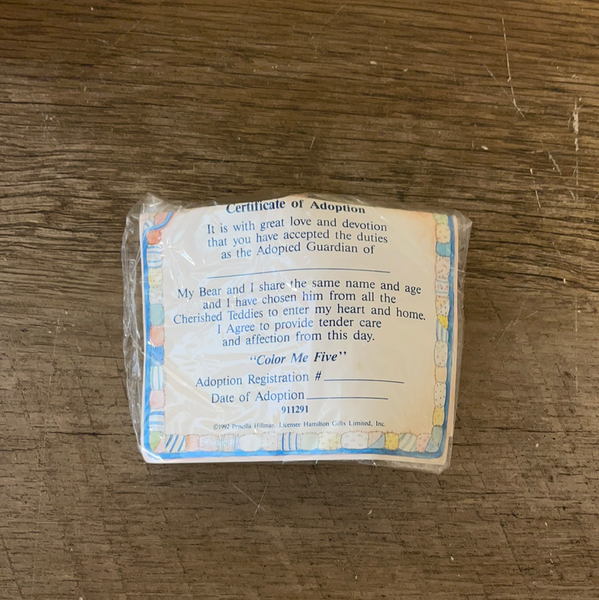 Certificate of Adoption
It is with great love and devotion
that you have accepted the duties
as the Adopted Guardian of
My Bear and I share the same name and age
and I have chosen him from all the
Cherished Teddies to enter my heart and home.
I Agree to provide tender care
and affection from this day.
"Color Me Five"
Adoption Registration #
Date of Adoption
911291
©1992 Priscilla Hillman Licensee Hamilton Gifts Limited, Inc.